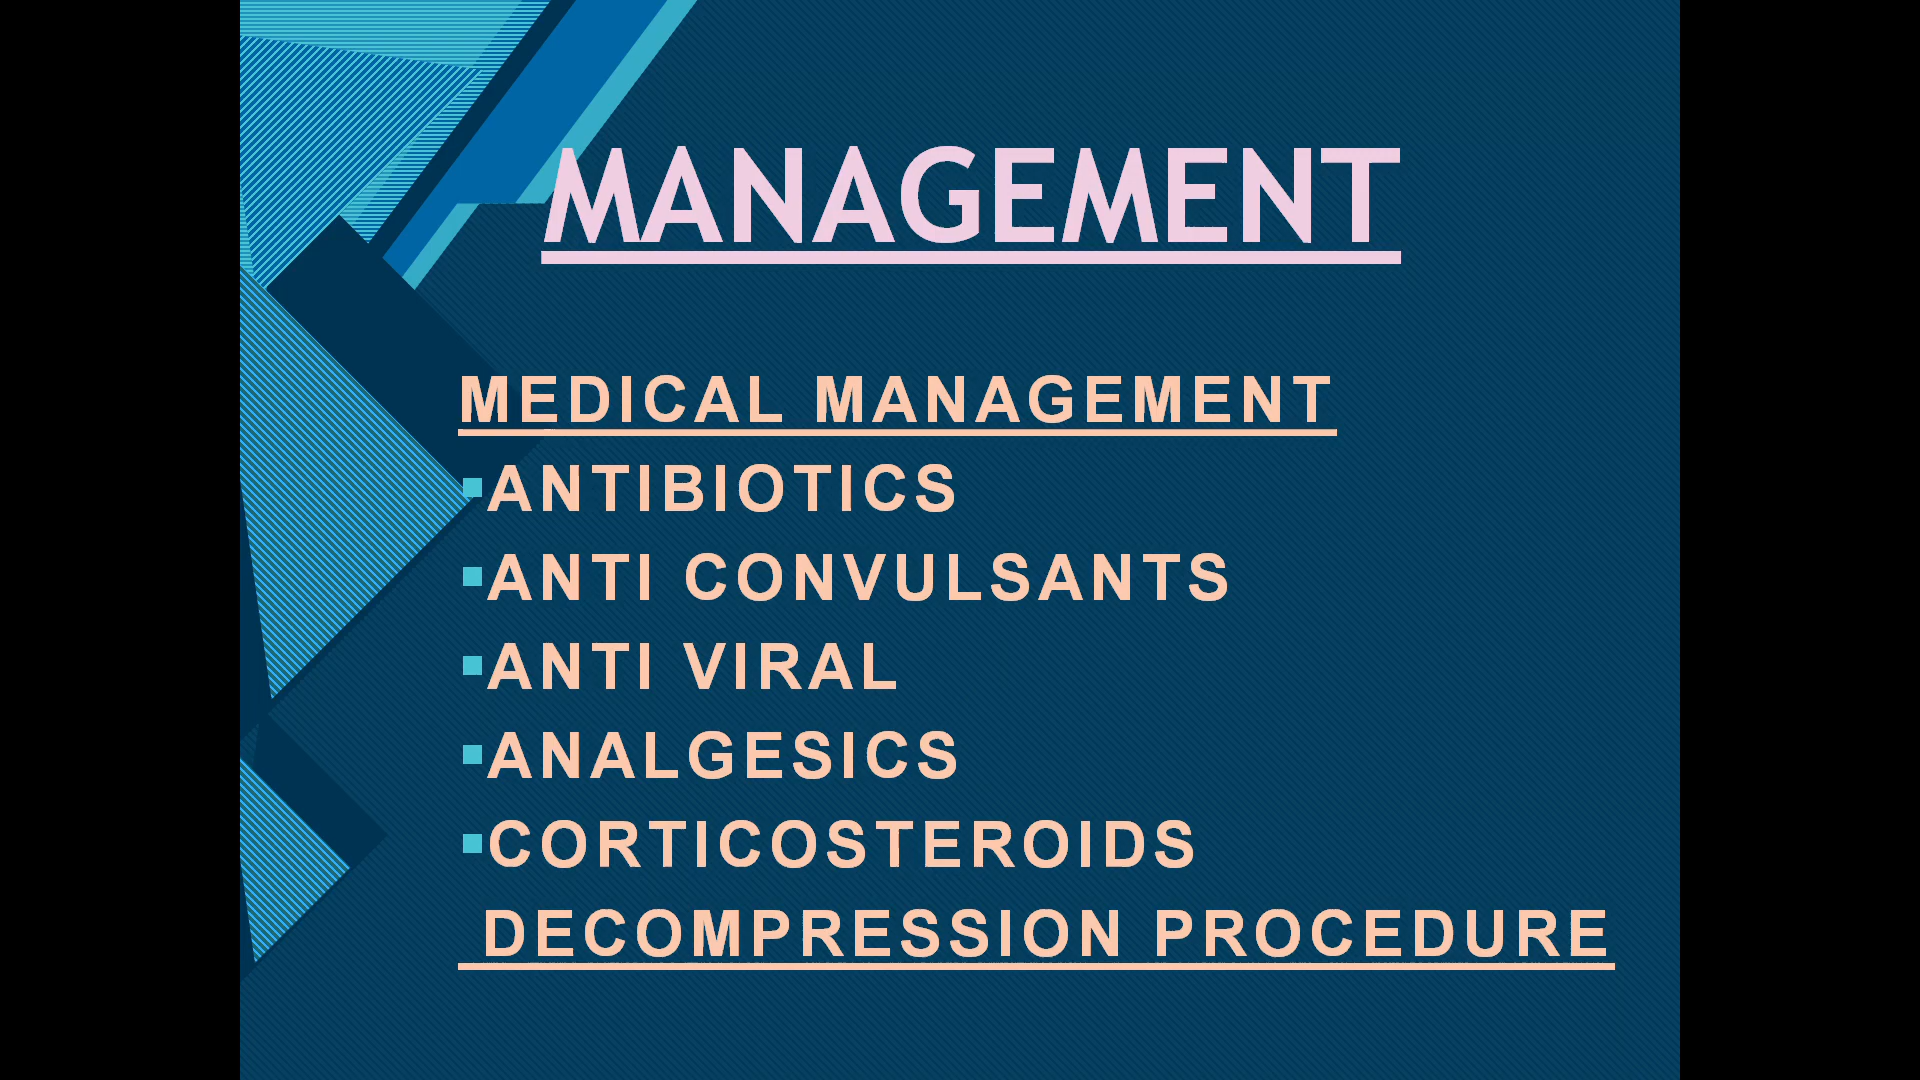 MANAGEMENT
MEDICAL MANAGEMENT
▪ANTIBIOTICS
▪ANTI CONVULSANTS
▪ANTI VIRAL
▪ANALGESICS
▪CORTICOSTEROIDS
DECOMPRESSION PROCEDURE